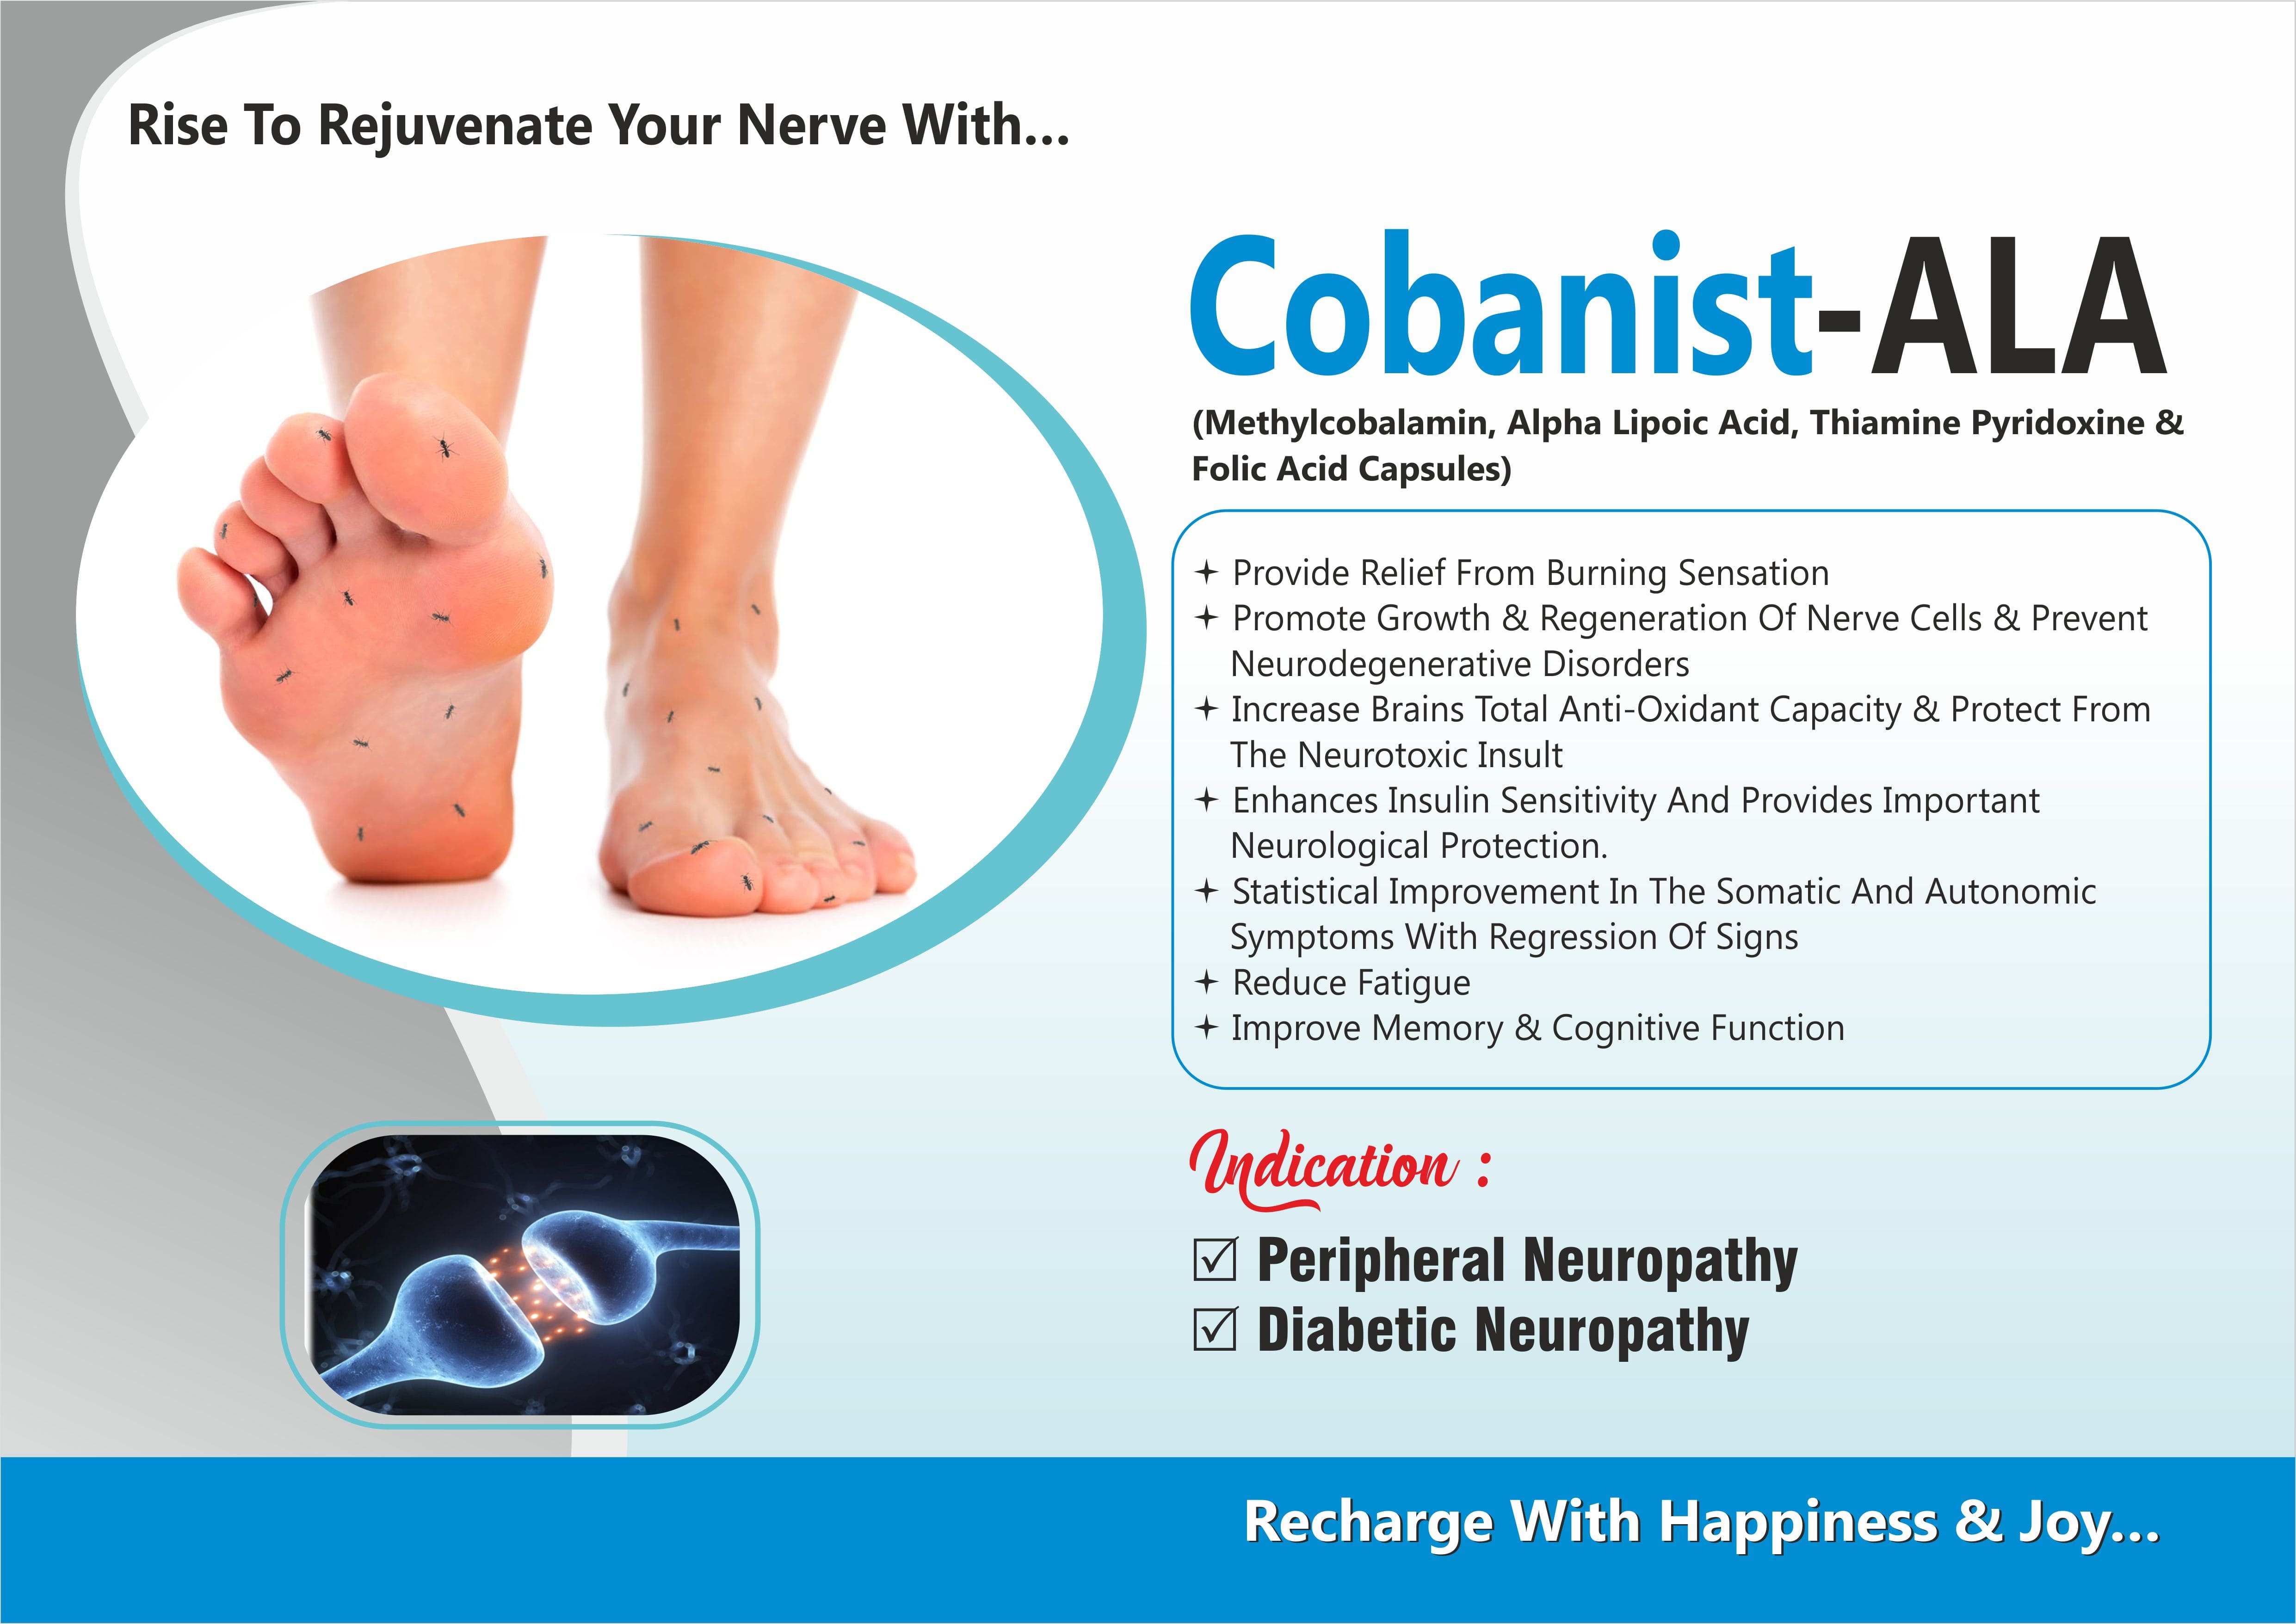 Rise To Rejuvenate Your Nerve With...
Cobanist-ALA
(Methylcobalamin, Alpha Lipoic Acid, Thiamine Pyridoxine &
Folic Acid Capsules)
Provide Relief From Burning Sensation
Promote Growth & Regeneration Of Nerve Cells & Prevent
Neurodegenerative Disorders
Increase Brains Total Anti-Oxidant Capacity & Protect From
The Neurotoxic Insult
Enhances Insulin Sensitivity And Provides Important
Neurological Protection.
Statistical Improvement In The Somatic And Autonomic
Symptoms With Regression Of Signs
Reduce Fatigue
Improve Memory & Cognitive Function
Indication :
Peripheral Neuropathy
Diabetic Neuropathy
Recharge With Happiness & Joy...